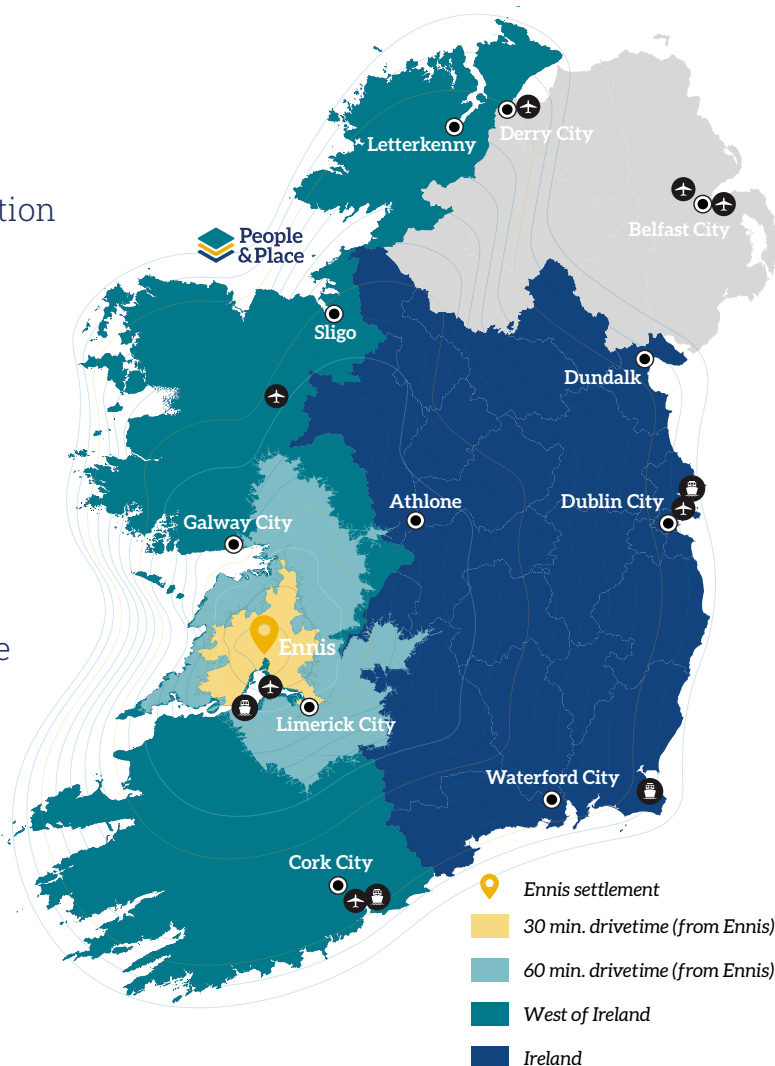 Letterkenny
Derry City
Belfast City
tion
People
& Place
Sligo
Dundalk
Athlone
Dublin City
Galway City
e
Ennis
Limerick City
Waterford City
Cork City
Ennis settlement
30 min. drivetime (from Ennis)
60 min. drivetime (from Ennis)
West of Ireland
Ireland